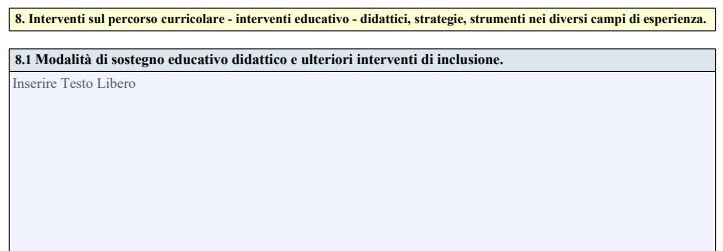 8. Interventi sul percorso curricolare - interventi educativo - didattici, strategie, strumenti nei diversi campi di esperienza.
8.1 Modalità di sostegno educativo didattico e ulteriori interventi di inclusione.
Inserire Testo Libero